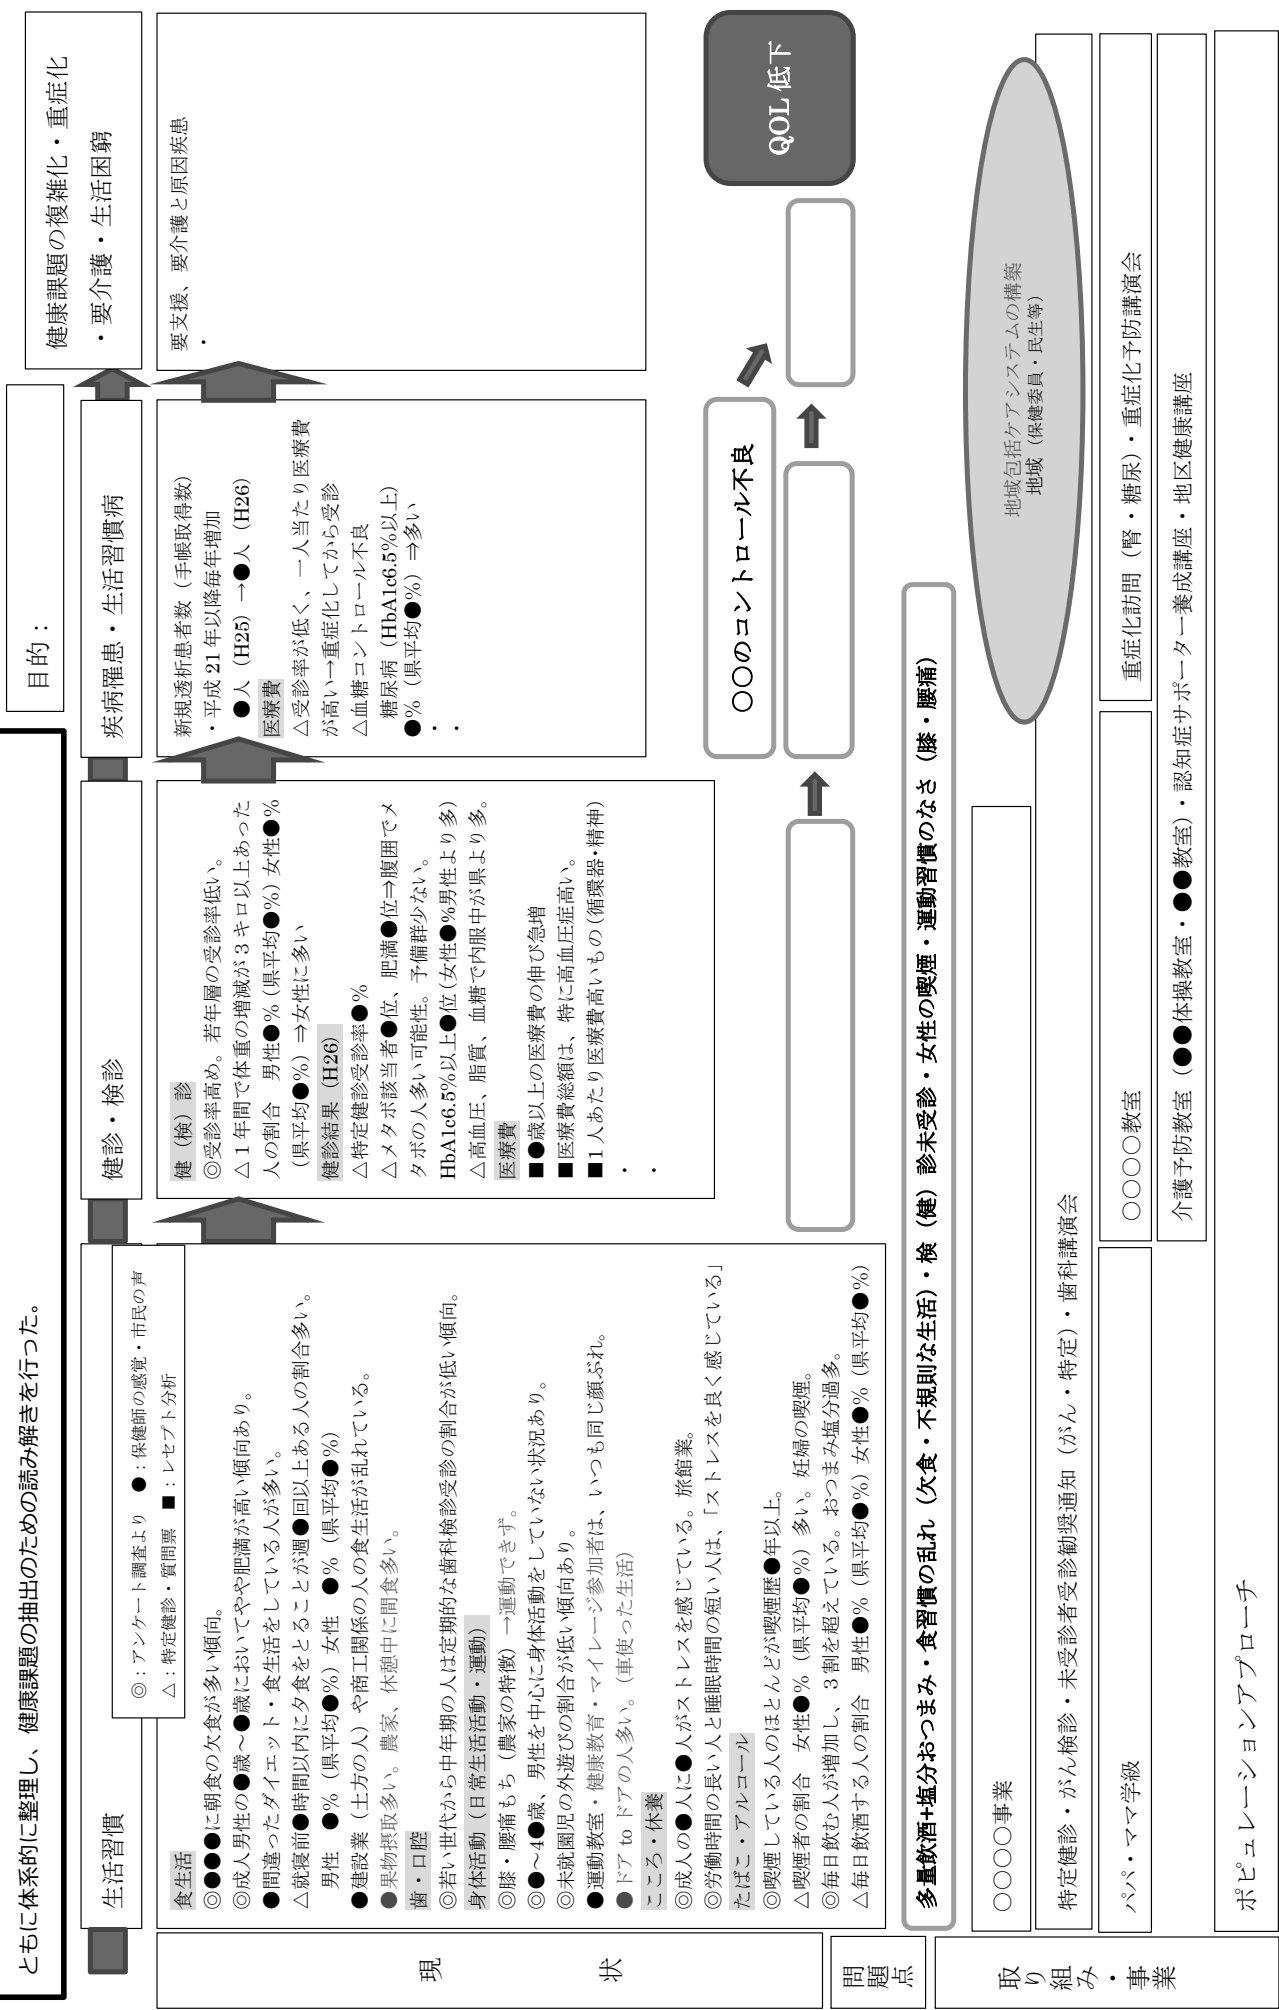 ともに体系的に整理し、健康課題の抽出のための読み解きを行った。
目的：
生活習慣
健診・検診
疾病罹患・生活習慣病
健康課題の複雑化・重症化
・要介護・生活困窮
◎：アンケート調査より　●：保健師の感覚・市民の声
△：特定健診・質問票　■：レセプト分析
現　状
食生活
◎●●●に朝食の欠食が多い傾向。
◎成人男性の●歳～●歳においてやや肥満が高い傾向あり。
●間違ったダイエット・食生活をしている人が多い。
△就寝前●時間以内に夕食をとることが週●回以上ある人の割合多い。
男性　●%（県平均●%）女性　●%（県平均●%）
●建設業（土方の人）や商工関係の人の食生活が乱れている。
●果物摂取多い。農家、休憩中に間食多い。
歯・口腔
◎若い世代から中年期の人は定期的な歯科検診受診の割合が低い傾向。
身体活動（日常生活活動・運動）
◎膝・腰痛もち（農家の特徴）→運動できず。
◎●～4●歳、男性を中心に身体活動をしていない状況あり。
◎未就園児の外遊びの割合が低い傾向あり。
●運動教室・健康教育・マイレージ参加者は、いつも同じ顔ぶれ。
●ドア to ドアの人多い。（車使った生活）
こころ・休養
◎成人の●人に●人がストレスを感じている。旅館業。
◎労働時間の長い人と睡眠時間の短い人は、「ストレスを良く感じている」
たばこ・アルコール
◎喫煙している人のほとんどが喫煙歴●年以上。
△喫煙者の割合　女性●%（県平均●%）多い。妊婦の喫煙。
◎毎日飲む人が増加し、3 割を超えている。おつまみ塩分過多。
△毎日飲酒する人の割合　男性●%（県平均●%）女性●%（県平均●%）
健（検）診
◎受診率高め。若年層の受診率低い。
△1 年間で体重の増減が 3 キロ以上あった
人の割合　男性●%（県平均●%）女性●%
（県平均●%）⇒女性に多い
健診結果（H26）
△特定健診受診率●%
△メタボ該当者●位、肥満●位⇒腹囲でメ
タボの人多い可能性。予備群少ない。
HbA1c6.5%以上●位（女性●%男性より多）
△高血圧、脂質、血糖で内服中が県より多。
医療費
■●歳以上の医療費の伸び急増
■医療費総額は、特に高血圧症高い。
■1 人あたり医療費高いもの（循環器・精神）
・
・
新規透析患者数（手帳取得数）
・平成 21 年以降毎年増加
●人（H25）→●人（H26）
医療費
△受診率が低く、一人当たり医療費
が高い→重症化してから受診
△血糖コントロール不良
糖尿病（HbA1c6.5%以上）
●%（県平均●%）⇒多い
・
・
要支援、要介護と原因疾患
・
問題点
〇〇のコントロール不良
QOL 低下
多量飲酒+塩分おつまみ・食習慣の乱れ（欠食・不規則な生活）・検（健）診未受診・女性の喫煙・運動習慣のなさ（膝・腰痛）
取り組み・事業
〇〇〇〇事業
地域包括ケアシステムの構築
地域（保健委員・民生等）
特定健診・がん検診・未受診者受診勧奨通知（がん・特定）・歯科講演会
パパ・ママ学級
〇〇〇〇教室
重症化訪問（腎・糖尿）・重症化予防講演会
介護予防教室（●●体操教室・●●教室）・認知症サポーター養成講座・地区健康講座
ポピュレーションアプローチ